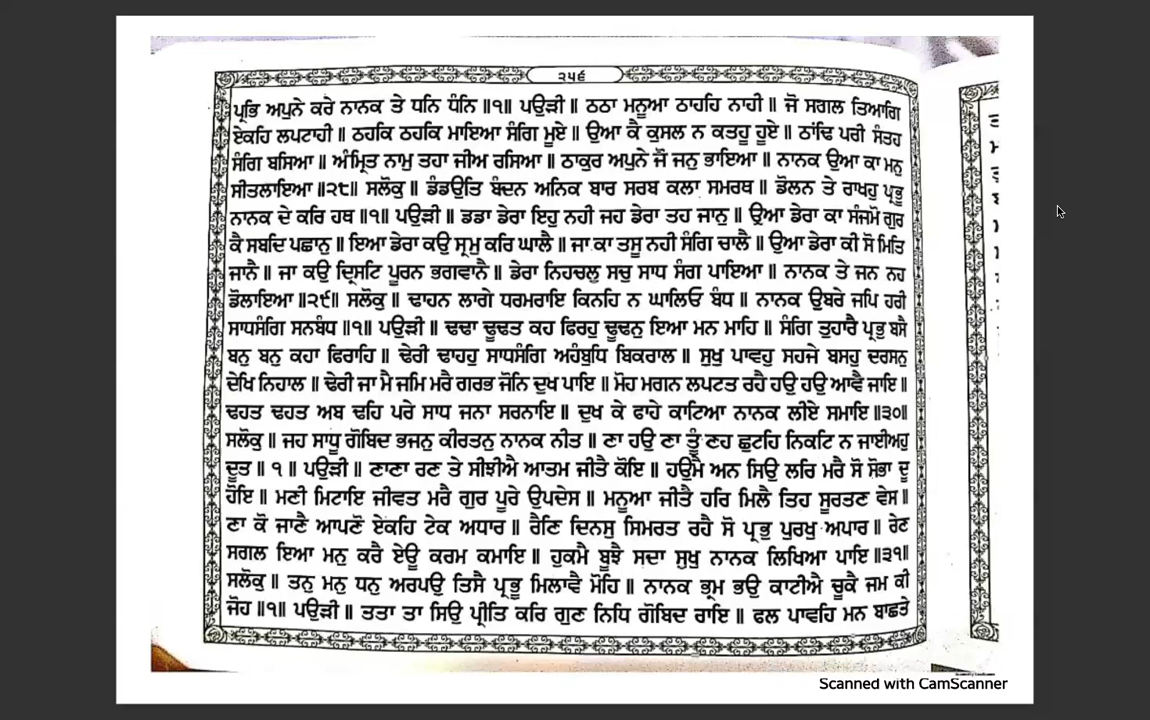 ੨੫੬
ਪ੍ਰਭਿ ਅਪੁਨੇ ਕਰੇ ਨਾਨਕ ਤੇ ਧਨਿ ਧੰਨਿ ॥੧॥ ਪਉੜੀ ॥ ਠਠਾ ਮਨੂਆ ਠਾਹਹਿ ਨਾਹੀ ॥ ਜੋ ਸਗਲ ਤਿਆਗਿ
ਏਕਹਿ ਲਪਟਾਹੀ ॥ ਠਹਕਿ ਠਹਕਿ ਮਾਇਆ ਸੰਗਿ ਮੂਏ ॥ ਉਆ ਕੈ ਕੁਸਲ ਨ ਕਤਹੂ ਹੂਏ ॥ ਠਾਂਢਿ ਪਰੀ ਸੰਤਹ
ਸੰਗਿ ਬਸਿਆ ॥ ਅੰਮ੍ਰਿਤ ਨਾਮੁ ਤਹਾ ਜੀਅ ਰਸਿਆ ॥ ਠਾਕੁਰ ਅਪੁਨੇ ਜੋ ਜਨੁ ਭਾਇਆ ॥ ਨਾਨਕ ਉਆ ਕਾ ਮਨੁ
ਸੀਤਲਾਇਆ ॥੨੮॥ ਸਲੋਕੁ ॥ ਡੰਡਉਤਿ ਬੰਦਨ ਅਨਿਕ ਬਾਰ ਸਰਬ ਕਲਾ ਸਮਰਥ ॥ ਡੋਲਨ ਤੇ ਰਾਖਹੁ ਪ੍ਰਭੂ
ਨਾਨਕ ਦੇ ਕਰਿ ਹਥ ॥੧॥ ਪਉੜੀ ॥ ਡਡਾ ਡੇਰਾ ਇਹੁ ਨਹੀ ਜਹ ਡੇਰਾ ਤਹ ਜਾਨੁ ॥ ਉਆ ਡੇਰਾ ਕਾ ਸੰਜਮੋ ਗੁਰ
ਕੈ ਸਬਦਿ ਪਛਾਨੁ ॥ ਇਆ ਡੇਰਾ ਕਉ ਸ੍ਰਮੁ ਕਰਿ ਘਾਲੈ ॥ ਜਾ ਕਾ ਤਸੂ ਨਹੀ ਸੰਗਿ ਚਾਲੈ ॥ ਉਆ ਡੇਰਾ ਕੀ ਸੋ ਮਿਤਿ
ਜਾਨੈ ॥ ਜਾ ਕਉ ਦ੍ਰਿਸਟਿ ਪੂਰਨ ਭਗਵਾਨੈ ॥ ਡੇਰਾ ਨਿਹਚਲੁ ਸਚੁ ਸਾਧ ਸੰਗ ਪਾਇਆ ॥ ਨਾਨਕ ਤੇ ਜਨ ਨਹ
ਡੋਲਾਇਆ ॥੨੯॥ ਸਲੋਕੁ ॥ ਢਾਹਨ ਲਾਗੇ ਧਰਮਰਾਇ ਕਿਨਹਿ ਨ ਘਾਲਿਓ ਬੰਧ ॥ ਨਾਨਕ ਉਬਰੇ ਜਪਿ ਹਰੀ
ਸਾਧਸੰਗਿ ਸਨਬੰਧ ॥੧॥ ਪਉੜੀ ॥ ਢਢਾ ਢੂਢਤ ਕਹ ਫਿਰਹੁ ਢੂਢਨੁ ਇਆ ਮਨ ਮਾਹਿ ॥ ਸੰਗਿ ਤੁਹਾਰੈ ਪ੍ਰਭੁ ਬਸੈ
ਬਨੁ ਬਨੁ ਕਹਾ ਫਿਰਾਹਿ ॥ ਢੇਰੀ ਢਾਹਹੁ ਸਾਧਸੰਗਿ ਅਹੰਬੁਧਿ ਬਿਕਰਾਲ ॥ ਸੁਖੁ ਪਾਵਹੁ ਸਹਜੇ ਬਸਹੁ ਦਰਸਨੁ
ਦੇਖਿ ਨਿਹਾਲ ॥ ਢੇਰੀ ਜਾ ਮੈ ਜਮਿ ਮਰੈ ਗਰਭ ਜੋਨਿ ਦੁਖ ਪਾਇ ॥ ਮੋਹ ਮਗਨ ਲਪਟਤ ਰਹੈ ਹਉ ਹਉ ਆਵੈ ਜਾਇ ॥
ਢਹਤ ਢਹਤ ਅਬ ਢਹਿ ਪਰੇ ਸਾਧ ਜਨਾ ਸਰਨਾਇ ॥ ਦੁਖ ਕੇ ਫਾਹੇ ਕਾਟਿਆ ਨਾਨਕ ਲੀਏ ਸਮਾਇ ॥੩੦॥
ਸਲੋਕੁ ॥ ਜਹ ਸਾਧੂ ਗੋਬਿਦ ਭਜਨੁ ਕੀਰਤਨੁ ਨਾਨਕ ਨੀਤ ॥ ਣਾ ਹਉ ਣਾ ਤੂੰ ਣਹ ਛੁਟਹਿ ਨਿਕਟਿ ਨ ਜਾਈਅਹੁ
ਦੂਤ ॥ ੧ ॥ ਪਉੜੀ ॥ ਣਾਣਾ ਰਣ ਤੇ ਸੀਝੀਐ ਆਤਮ ਜੀਤੈ ਕੋਇ ॥ ਹਉਮੈ ਅਨ ਸਿਉ ਲਰਿ ਮਰੈ ਸੋ ਸੋਭਾ ਦੂ
ਹੋਇ ॥ ਮਣੀ ਮਿਟਾਇ ਜੀਵਤ ਮਰੈ ਗੁਰ ਪੂਰੇ ਉਪਦੇਸ ॥ ਮਨੂਆ ਜੀਤੈ ਹਰਿ ਮਿਲੈ ਤਿਹ ਸੂਰਤਣ ਵੇਸ ॥
ਣਾ ਕੋ ਜਾਣੈ ਆਪਣੋ ਏਕਹਿ ਟੇਕ ਅਧਾਰ ॥ ਰੈਣਿ ਦਿਨਸੁ ਸਿਮਰਤ ਰਹੈ ਸੋ ਪ੍ਰਭੁ ਪੁਰਖੁ ਅਪਾਰ ॥ ਰੇਣ
ਸਗਲ ਇਆ ਮਨੁ ਕਰੈ ਏਊ ਕਰਮ ਕਮਾਇ ॥ ਹੁਕਮੈ ਬੂਝੈ ਸਦਾ ਸੁਖੁ ਨਾਨਕ ਲਿਖਿਆ ਪਾਇ ॥੩੧॥
ਸਲੋਕੁ ॥ ਤਨੁ ਮਨੁ ਧਨੁ ਅਰਪਉ ਤਿਸੈ ਪ੍ਰਭੂ ਮਿਲਾਵੈ ਮੋਹਿ ॥ ਨਾਨਕ ਭ੍ਰਮ ਭਉ ਕਾਟੀਐ ਚੂਕੈ ਜਮ ਕੀ
ਜੋਹ ॥੧॥ ਪਉੜੀ ॥ ਤਤਾ ਤਾ ਸਿਉ ਪ੍ਰੀਤਿ ਕਰਿ ਗੁਣ ਨਿਧਿ ਗੋਬਿਦ ਰਾਇ ॥ ਫਲ ਪਾਵਹਿ ਮਨ ਬਾਛਤੇ
Scanned with CamScanner